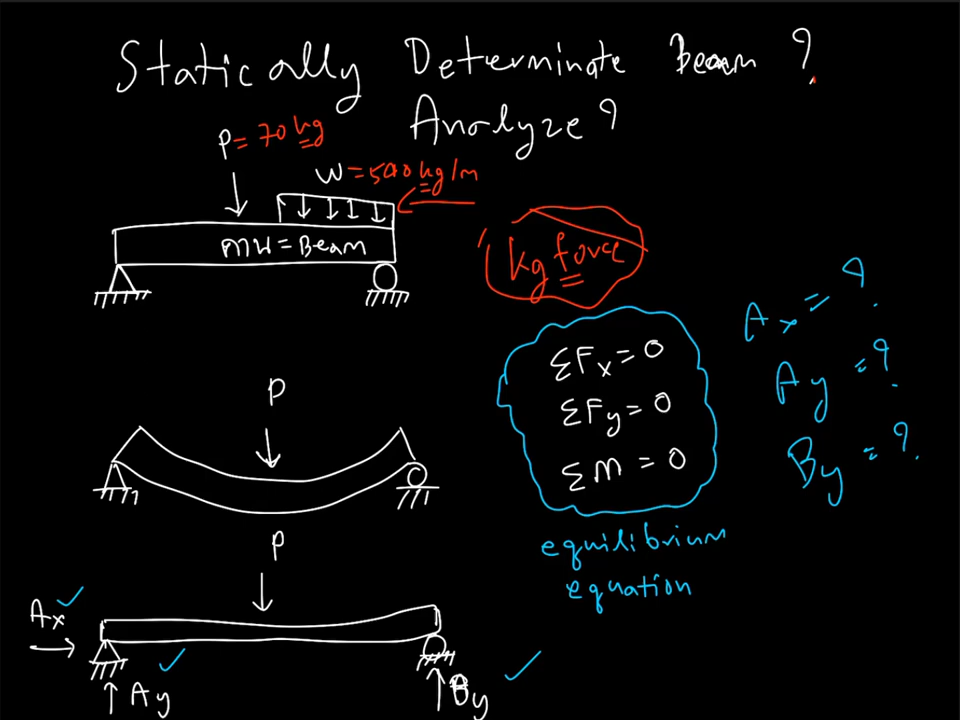 Statically Determinate Beam ?
Analyze ?
P = 70 kg
W = 500 kg/m
MW = Beam
kg force
ΣFx = 0
ΣFy = 0
ΣM = 0
equilibrium
equation
Ax = ?
Ay = ?
By = ?
P
P
Ax
Ay
By